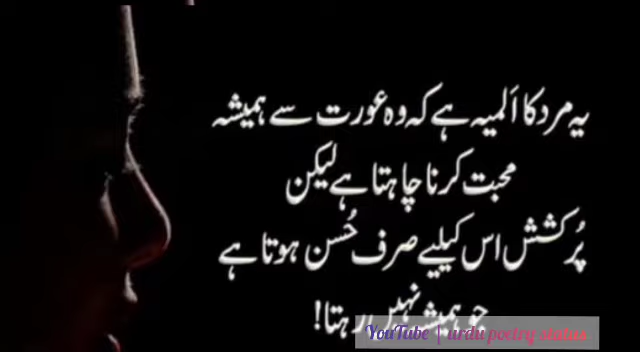 یہ مرد کا اَلمیہ ہے کہ وہ عورت سے ہمیشہ
محبت کرنا چاہتا ہے لیکن
پُرکشش اس کیلیے صرف حُسن ہوتا ہے
جو ہمیشہ نہیں رہتا!
YouTube | urdu poetry status